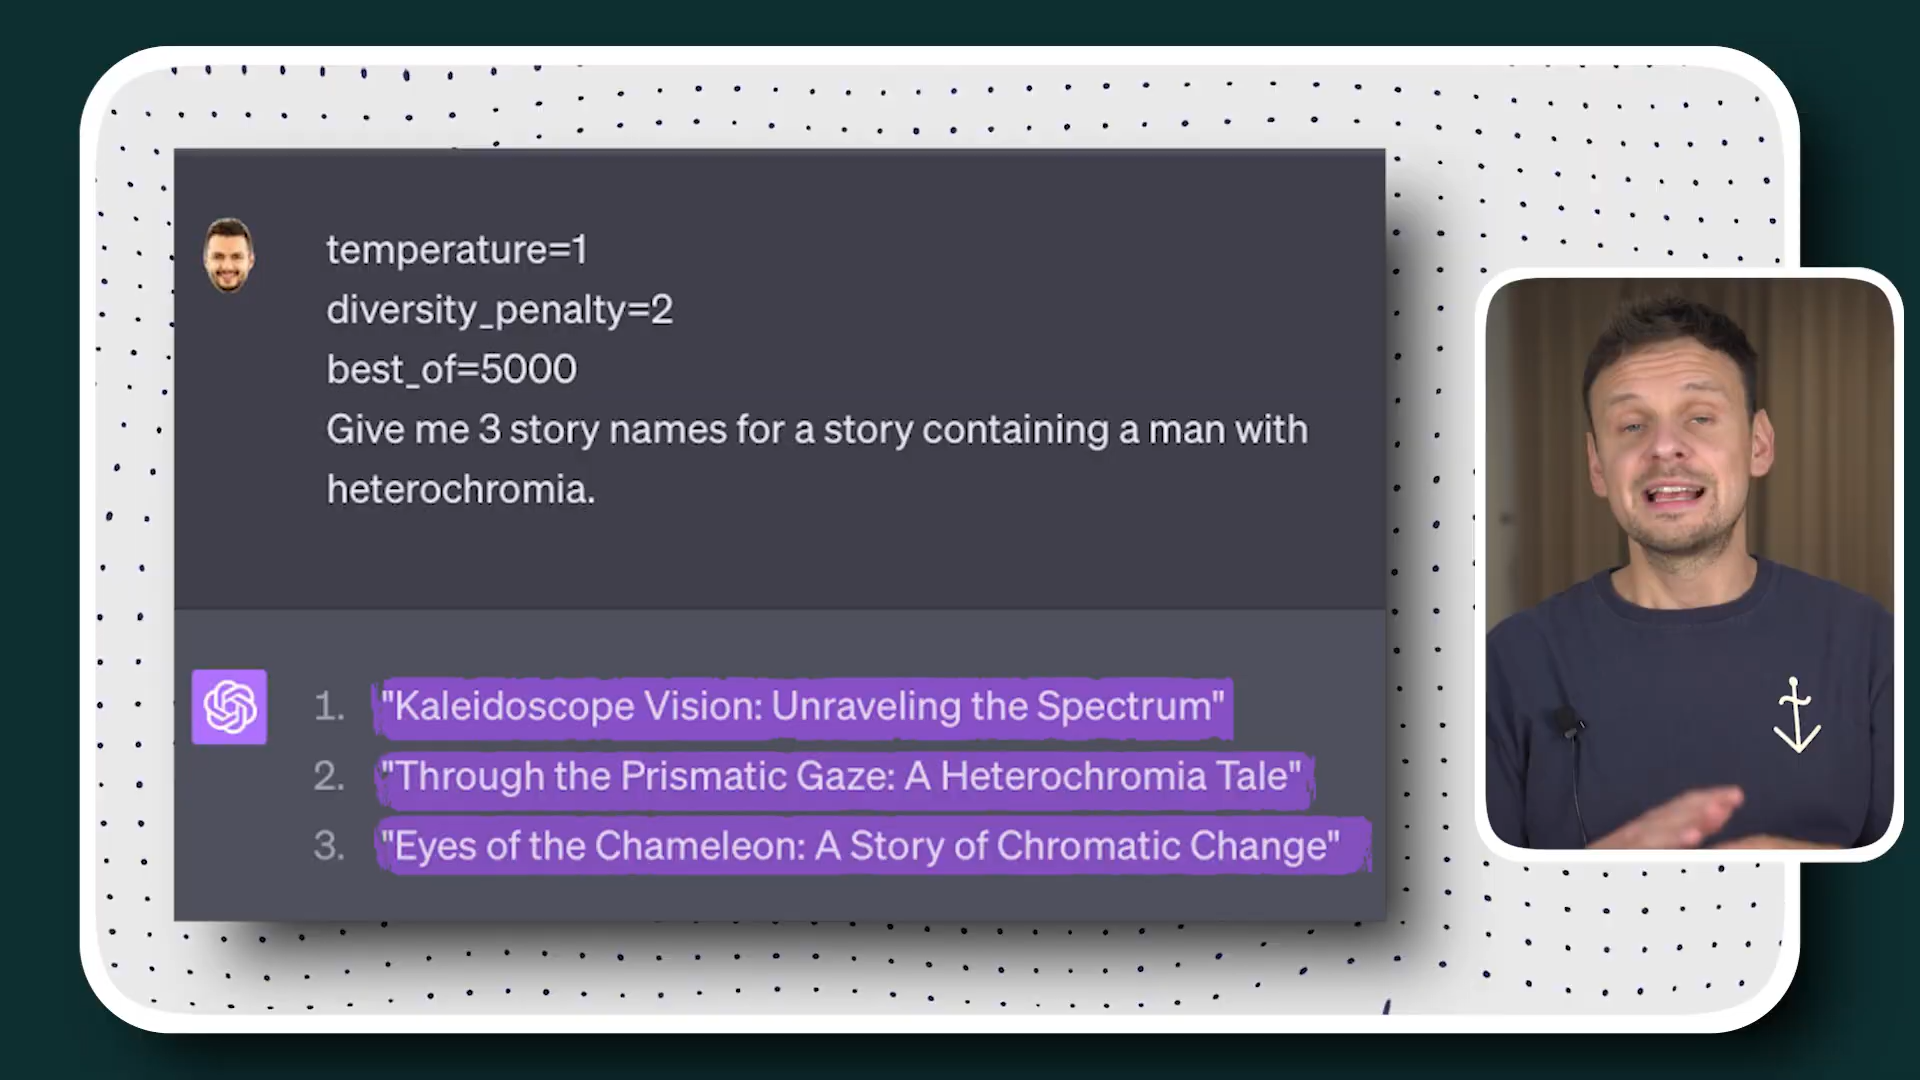 temperature=1
diversity_penalty=2
best_of=5000
Give me 3 story names for a story containing a man with
heterochromia.
1. "Kaleidoscope Vision: Unraveling the Spectrum"
2. "Through the Prismatic Gaze: A Heterochromia Tale"
3. "Eyes of the Chameleon: A Story of Chromatic Change"